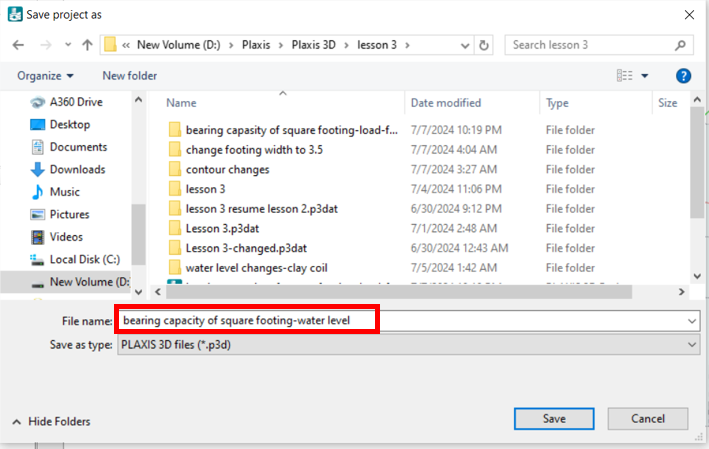 Save project as
« New Volume (D:) > Plaxis > Plaxis 3D > lesson 3 >
Search lesson 3
Organize
New folder
?
Name Date modified Type Size
A360 Drive
Desktop
Documents
Downloads
Music
Pictures
Videos
Local Disk (C:)
New Volume (D:
bearing capasity of square footing-load-f... 7/7/2024 10:19 PM File folder
change footing width to 3.5 7/7/2024 4:04 AM File folder
contour changes 7/7/2024 3:27 AM File folder
lesson 3 7/4/2024 11:06 PM File folder
lesson 3 resume lesson 2.p3dat 6/30/2024 9:12 PM File folder
Lesson 3.p3dat 7/1/2024 2:48 AM File folder
Lesson 3-changed.p3dat 6/30/2024 12:43 AM File folder
water level changes-clay coil 7/5/2024 1:42 AM File folder
File name: bearing capacity of square footing-water level
Save as type: PLAXIS 3D files (*.p3d)
Hide Folders
Save
Cancel